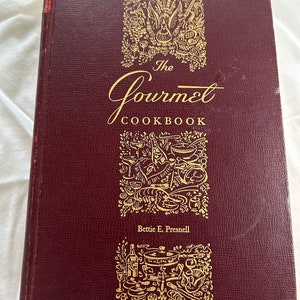 The
Gourmet
COOKBOOK
Bettie E. Presnell